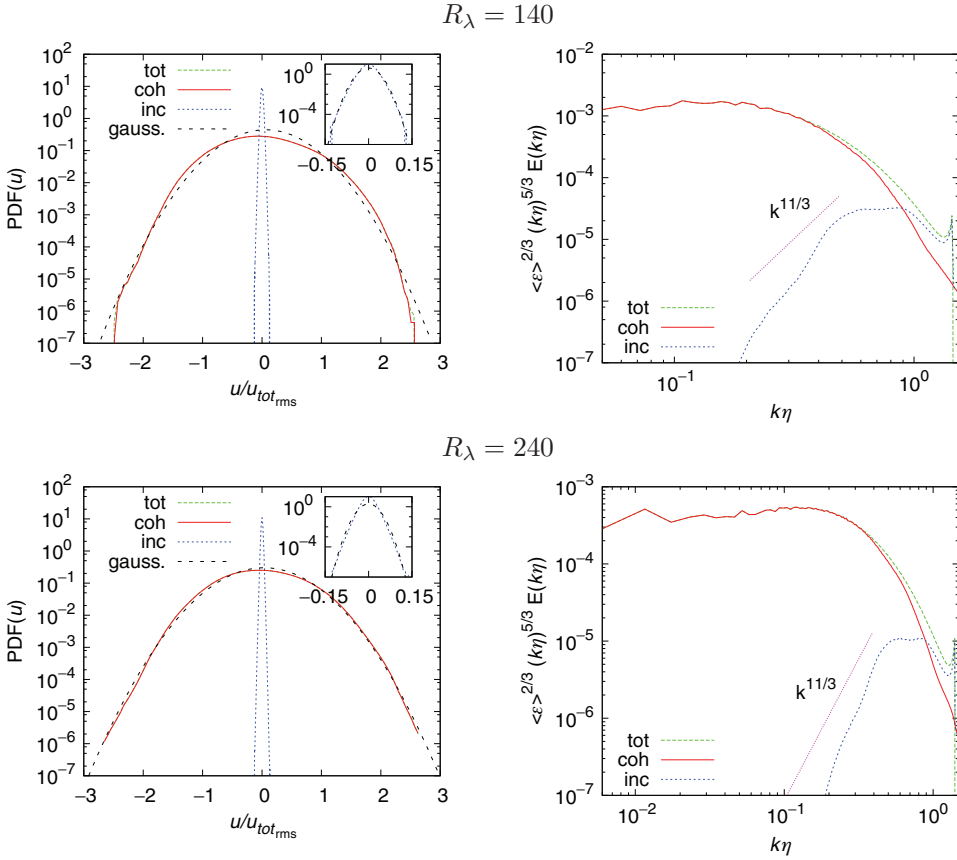 R_λ = 140
10^2
10^1
10^0
10^−1
10^−2
10^−3
10^−4
10^−5
10^−6
10^−7
PDF(u)
tot
coh
inc
gauss.
10^0
10^−4
−0.15 0 0.15
−3 −2 −1 0 1 2 3
u/u_tot_rms
10^−2
10^−3
10^−4
10^−5
10^−6
10^−7
<ε>^2/3 (kη)^5/3 E(kη)
k^11/3
tot
coh
inc
10^−1 10^0
kη
R_λ = 240
10^2
10^1
10^0
10^−1
10^−2
10^−3
10^−4
10^−5
10^−6
10^−7
PDF(u)
tot
coh
inc
gauss.
10^0
10^−4
−0.15 0 0.15
−3 −2 −1 0 1 2 3
u/u_tot_rms
10^−3
10^−4
10^−5
10^−6
10^−7
<ε>^2/3 (kη)^5/3 E(kη)
k^11/3
tot
coh
inc
10^−2 10^−1 10^0
kη